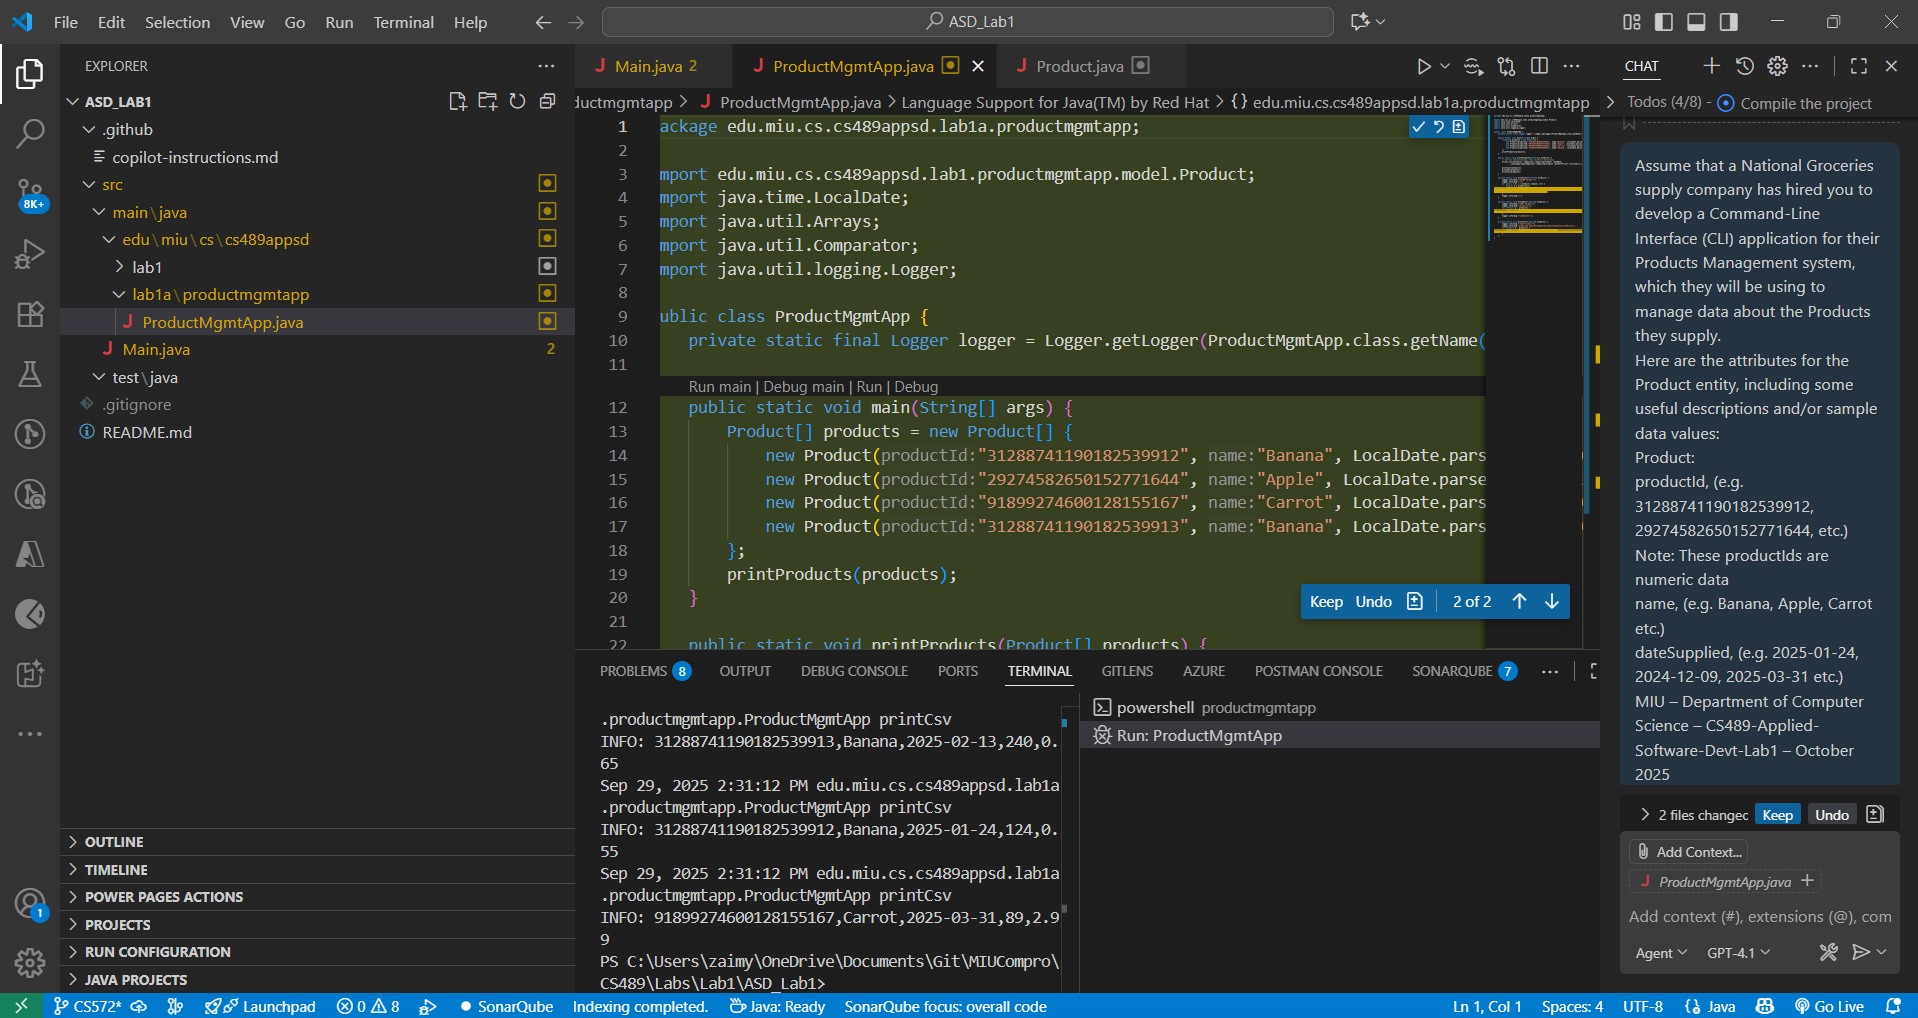 File Edit Selection View Go Run Terminal Help
ASD_Lab1
EXPLORER
ASD_LAB1
.github
copilot-instructions.md
src
main\java
edu\miu\cs\cs489appsd
lab1
lab1a\productmgmtapp
ProductMgmtApp.java
Main.java 2
test\java
.gitignore
README.md
OUTLINE
TIMELINE
POWER PAGES ACTIONS
PROJECTS
RUN CONFIGURATION
JAVA PROJECTS
8K+
1
Main.java 2
ProductMgmtApp.java
Product.java
ductmgmtapp > ProductMgmtApp.java > Language Support for Java(TM) by Red Hat > {} edu.miu.cs.cs489appsd.lab1a.productmgmtapp
1 ackage edu.miu.cs.cs489appsd.lab1a.productmgmtapp;
2
3 mport edu.miu.cs.cs489appsd.lab1.productmgmtapp.model.Product;
4 mport java.time.LocalDate;
5 mport java.util.Arrays;
6 mport java.util.Comparator;
7 mport java.util.logging.Logger;
8
9 ublic class ProductMgmtApp {
10 private static final Logger logger = Logger.getLogger(ProductMgmtApp.class.getName(
11
Run main | Debug main | Run | Debug
12 public static void main(String[] args) {
13 Product[] products = new Product[] {
14 new Product(productId:"31288741190182539912", name:"Banana", LocalDate.pars
15 new Product(productId:"29274582650152771644", name:"Apple", LocalDate.parse
16 new Product(productId:"91899274600128155167", name:"Carrot", LocalDate.pars
17 new Product(productId:"31288741190182539913", name:"Banana", LocalDate.pars
18 };
19 printProducts(products);
20 }
21
22 public static void printProducts(Product[] products) {
Keep Undo 2 of 2
PROBLEMS 8 OUTPUT DEBUG CONSOLE PORTS TERMINAL GITLENS AZURE POSTMAN CONSOLE SONARQUBE 7
.productmgmtapp.ProductMgmtApp printCsv
INFO: 31288741190182539913,Banana,2025-02-13,240,0.
65
Sep 29, 2025 2:31:12 PM edu.miu.cs.cs489appsd.lab1a
.productmgmtapp.ProductMgmtApp printCsv
INFO: 31288741190182539912,Banana,2025-01-24,124,0.
55
Sep 29, 2025 2:31:12 PM edu.miu.cs.cs489appsd.lab1a
.productmgmtapp.ProductMgmtApp printCsv
INFO: 91899274600128155167,Carrot,2025-03-31,89,2.9
9
PS C:\Users\zaimy\OneDrive\Documents\Git\MIUCompro\
CS489\Labs\Lab1\ASD_Lab1>
powershell productmgmtapp
Run: ProductMgmtApp
CHAT
Todos (4/8) - Compile the project
Assume that a National Groceries
supply company has hired you to
develop a Command-Line
Interface (CLI) application for their
Products Management system,
which they will be using to
manage data about the Products
they supply.
Here are the attributes for the
Product entity, including some
useful descriptions and/or sample
data values:
Product:
productId, (e.g.
31288741190182539912,
29274582650152771644, etc.)
Note: These productIds are
numeric data
name, (e.g. Banana, Apple, Carrot
etc.)
dateSupplied, (e.g. 2025-01-24,
2024-12-09, 2025-03-31 etc.)
MIU – Department of Computer
Science – CS489-Applied-
Software-Devt-Lab1 – October
2025
2 files changed Keep Undo
Add Context...
ProductMgmtApp.java
Add context (#), extensions (@), com
Agent GPT-4.1
CS572* Launchpad 0 8 SonarQube Indexing completed. Java: Ready SonarQube focus: overall code Ln 1, Col 1 Spaces: 4 UTF-8 {} Java Go Live